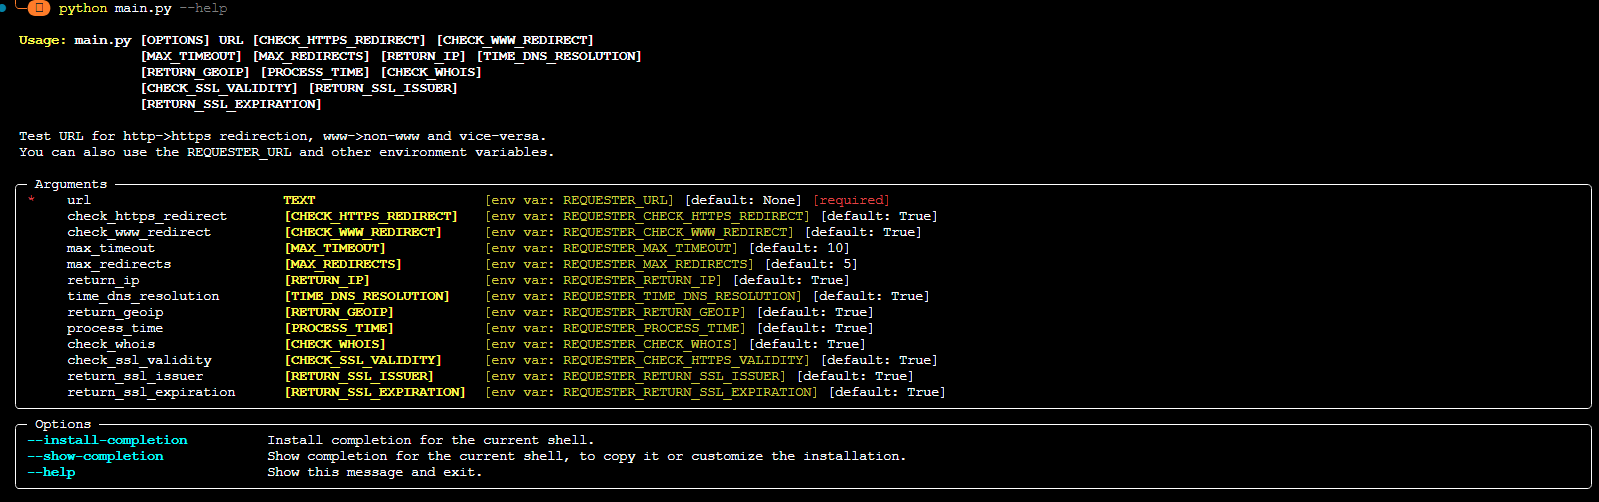 python main.py --help
Usage: main.py [OPTIONS] URL [CHECK_HTTPS_REDIRECT] [CHECK_WWW_REDIRECT]
[MAX_TIMEOUT] [MAX_REDIRECTS] [RETURN_IP] [TIME_DNS_RESOLUTION]
[RETURN_GEOIP] [PROCESS_TIME] [CHECK_WHOIS]
[CHECK_SSL_VALIDITY] [RETURN_SSL_ISSUER]
[RETURN_SSL_EXPIRATION]
Test URL for http->https redirection, www->non-www and vice-versa.
You can also use the REQUESTER_URL and other environment variables.
Arguments
* url TEXT [env var: REQUESTER_URL] [default: None] [required]
check_https_redirect [CHECK_HTTPS_REDIRECT] [env var: REQUESTER_CHECK_HTTPS_REDIRECT] [default: True]
check_www_redirect [CHECK_WWW_REDIRECT] [env var: REQUESTER_CHECK_WWW_REDIRECT] [default: True]
max_timeout [MAX_TIMEOUT] [env var: REQUESTER_MAX_TIMEOUT] [default: 10]
max_redirects [MAX_REDIRECTS] [env var: REQUESTER_MAX_REDIRECTS] [default: 5]
return_ip [RETURN_IP] [env var: REQUESTER_RETURN_IP] [default: True]
time_dns_resolution [TIME_DNS_RESOLUTION] [env var: REQUESTER_TIME_DNS_RESOLUTION] [default: True]
return_geoip [RETURN_GEOIP] [env var: REQUESTER_RETURN_GEOIP] [default: True]
process_time [PROCESS_TIME] [env var: REQUESTER_PROCESS_TIME] [default: True]
check_whois [CHECK_WHOIS] [env var: REQUESTER_CHECK_WHOIS] [default: True]
check_ssl_validity [CHECK_SSL_VALIDITY] [env var: REQUESTER_CHECK_HTTPS_VALIDITY] [default: True]
return_ssl_issuer [RETURN_SSL_ISSUER] [env var: REQUESTER_RETURN_SSL_ISSUER] [default: True]
return_ssl_expiration [RETURN_SSL_EXPIRATION] [env var: REQUESTER_RETURN_SSL_EXPIRATION] [default: True]
Options
--install-completion Install completion for the current shell.
--show-completion Show completion for the current shell, to copy it or customize the installation.
--help Show this message and exit.